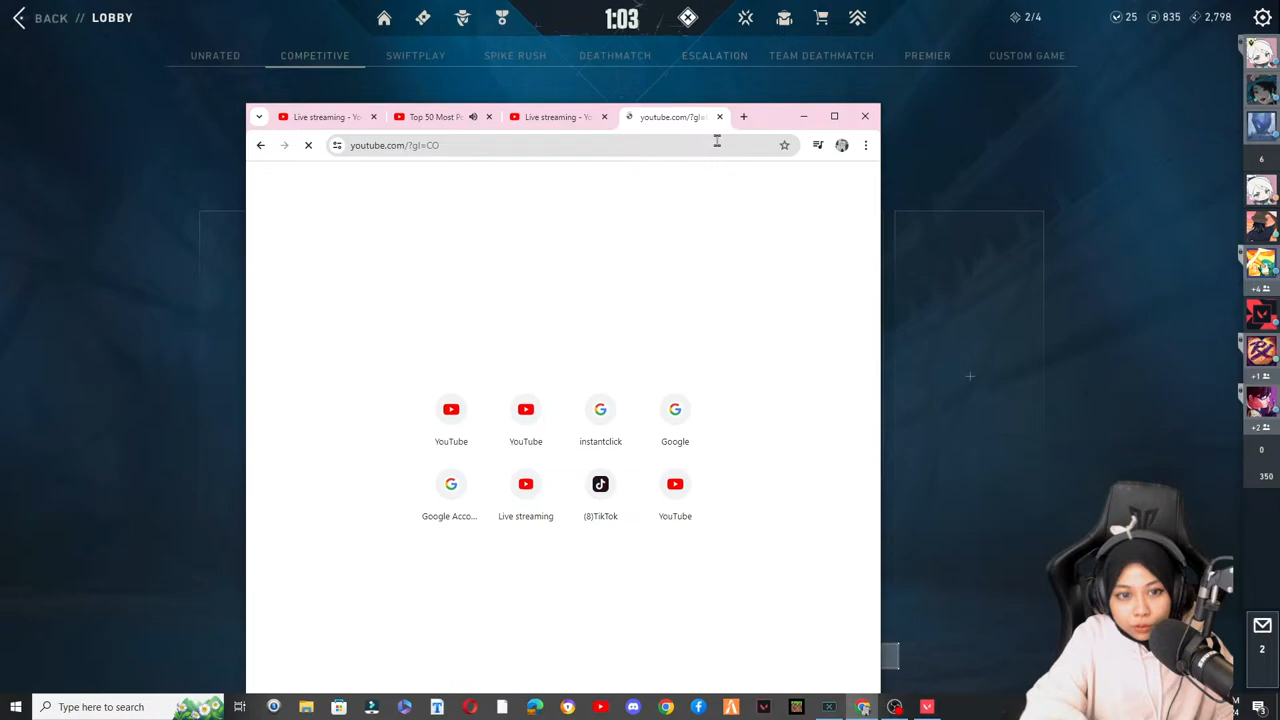 BACK // LOBBY
1:03
2/4
25
835
2,798
UNRATED
COMPETITIVE
SWIFTPLAY
SPIKE RUSH
DEATHMATCH
ESCALATION
TEAM DEATHMATCH
PREMIER
CUSTOM GAME
Live streaming - Yo
Top 50 Most P
Live streaming - Yo
youtube.com/?gl=
youtube.com/?gl=CO
YouTube
YouTube
instantclick
Google
Google Acco...
Live streaming
(8)TikTok
YouTube
6
+4
+1
+2
0
350
2
Type here to search